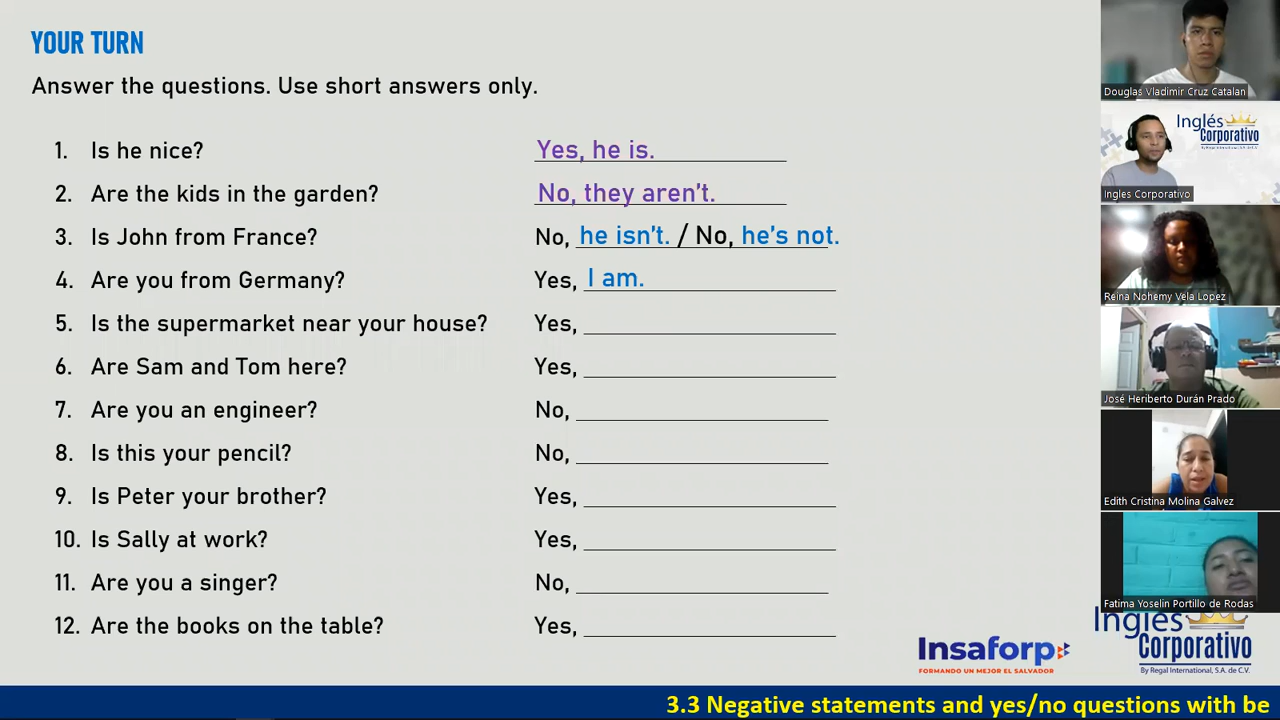 YOUR TURN
Answer the questions. Use short answers only.
1. Is he nice? Yes, he is.
2. Are the kids in the garden? No, they aren't.
3. Is John from France? No, he isn't. / No, he's not.
4. Are you from Germany? Yes, I am.
5. Is the supermarket near your house? Yes,
6. Are Sam and Tom here? Yes,
7. Are you an engineer? No,
8. Is this your pencil? No,
9. Is Peter your brother? Yes,
10. Is Sally at work? Yes,
11. Are you a singer? No,
12. Are the books on the table? Yes,
Insaforp
FORMANDO UN MEJOR EL SALVADOR
Inglés
Corporativo
By Regal International, S.A. de C.V.
3.3 Negative statements and yes/no questions with be
Douglas Vladimir Cruz Catalan
Inglés
Corporativo
By Regal International, S.A. de C.V.
Ingles Corporativo
Reina Nohemy Vela Lopez
José Heriberto Durán Prado
Edith Cristina Molina Galvez
Fatima Yoselin Portillo de Rodas